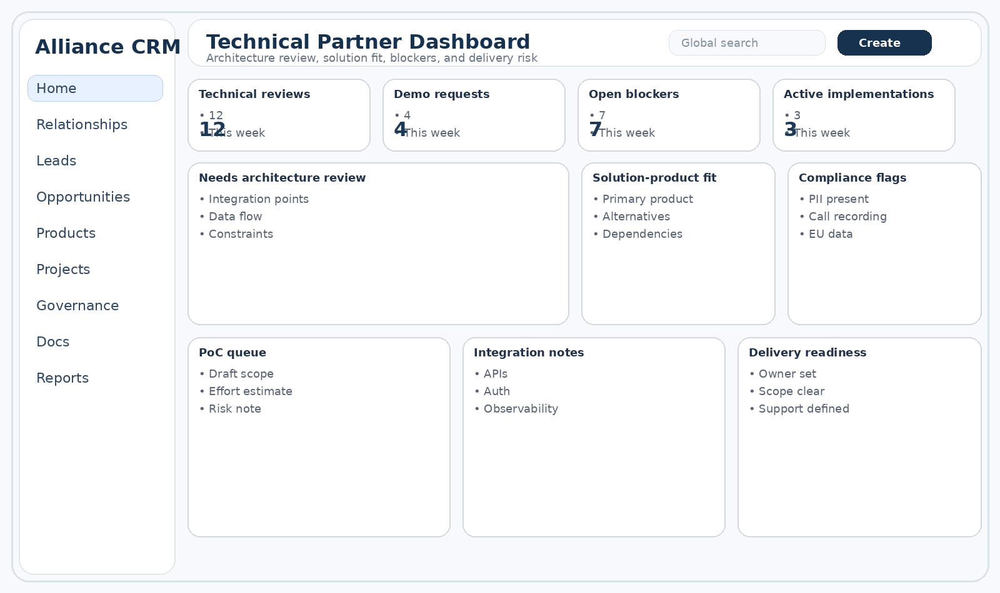 Alliance CRM
Home
Relationships
Leads
Opportunities
Products
Projects
Governance
Docs
Reports
Technical Partner Dashboard
Architecture review, solution fit, blockers, and delivery risk
Global search
Create
Technical reviews
• 12
12
• This week
Demo requests
• 4
4
• This week
Open blockers
• 7
7
• This week
Active implementations
• 3
3
• This week
Needs architecture review
• Integration points
• Data flow
• Constraints
Solution-product fit
• Primary product
• Alternatives
• Dependencies
Compliance flags
• PII present
• Call recording
• EU data
PoC queue
• Draft scope
• Effort estimate
• Risk note
Integration notes
• APIs
• Auth
• Observability
Delivery readiness
• Owner set
• Scope clear
• Support defined